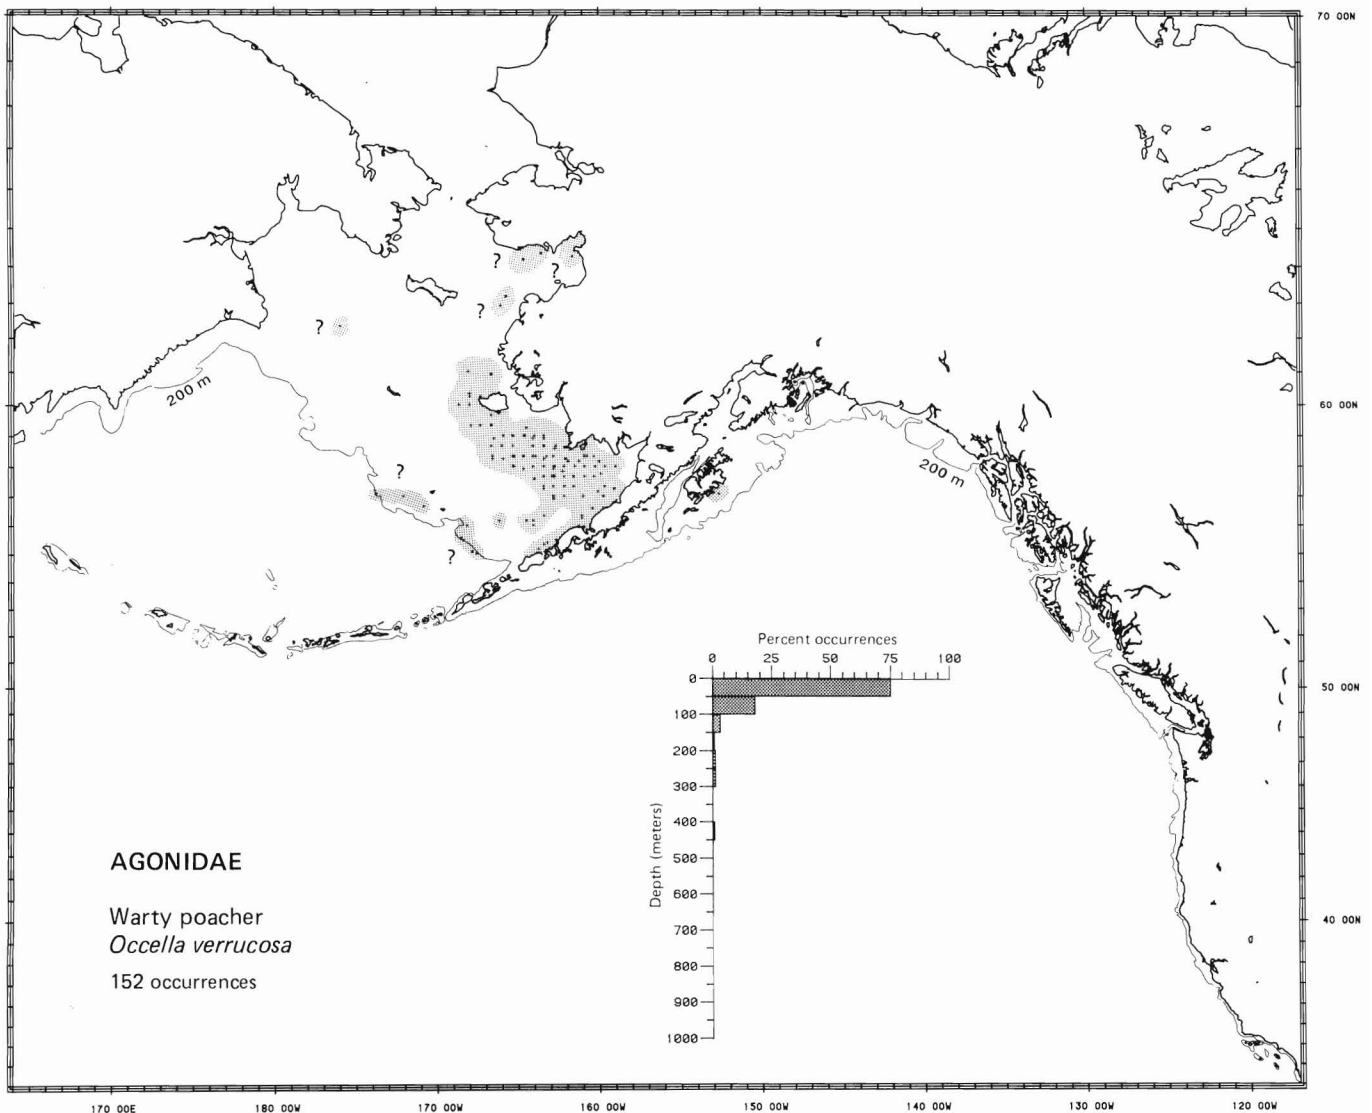 70 00N
?
?
?
?
200 m
60 00N
?
200 m
?
Percent occurrences
0 25 50 75 100
0
50 00N
100
200
300
400
500
600
700
800
900
1000
Depth (meters)
AGONIDAE
Warty poacher
Occella verrucosa
152 occurrences
40 00N
170 00E 180 00W 170 00W 160 00W 150 00W 140 00W 130 00W 120 00W